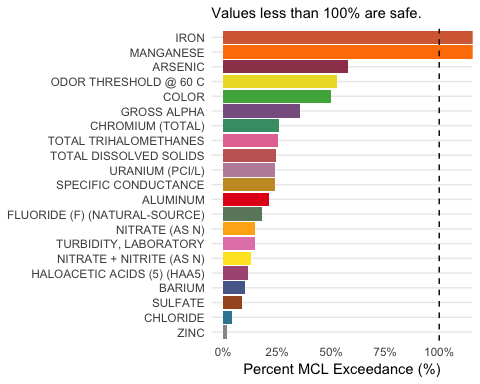 Values less than 100% are safe.
IRON
MANGANESE
ARSENIC
ODOR THRESHOLD @ 60 C
COLOR
GROSS ALPHA
CHROMIUM (TOTAL)
TOTAL TRIHALOMETHANES
TOTAL DISSOLVED SOLIDS
URANIUM (PCI/L)
SPECIFIC CONDUCTANCE
ALUMINUM
FLUORIDE (F) (NATURAL-SOURCE)
NITRATE (AS N)
TURBIDITY, LABORATORY
NITRATE + NITRITE (AS N)
HALOACETIC ACIDS (5) (HAA5)
BARIUM
SULFATE
CHLORIDE
ZINC
0% 25% 50% 75% 100%
Percent MCL Exceedance (%)